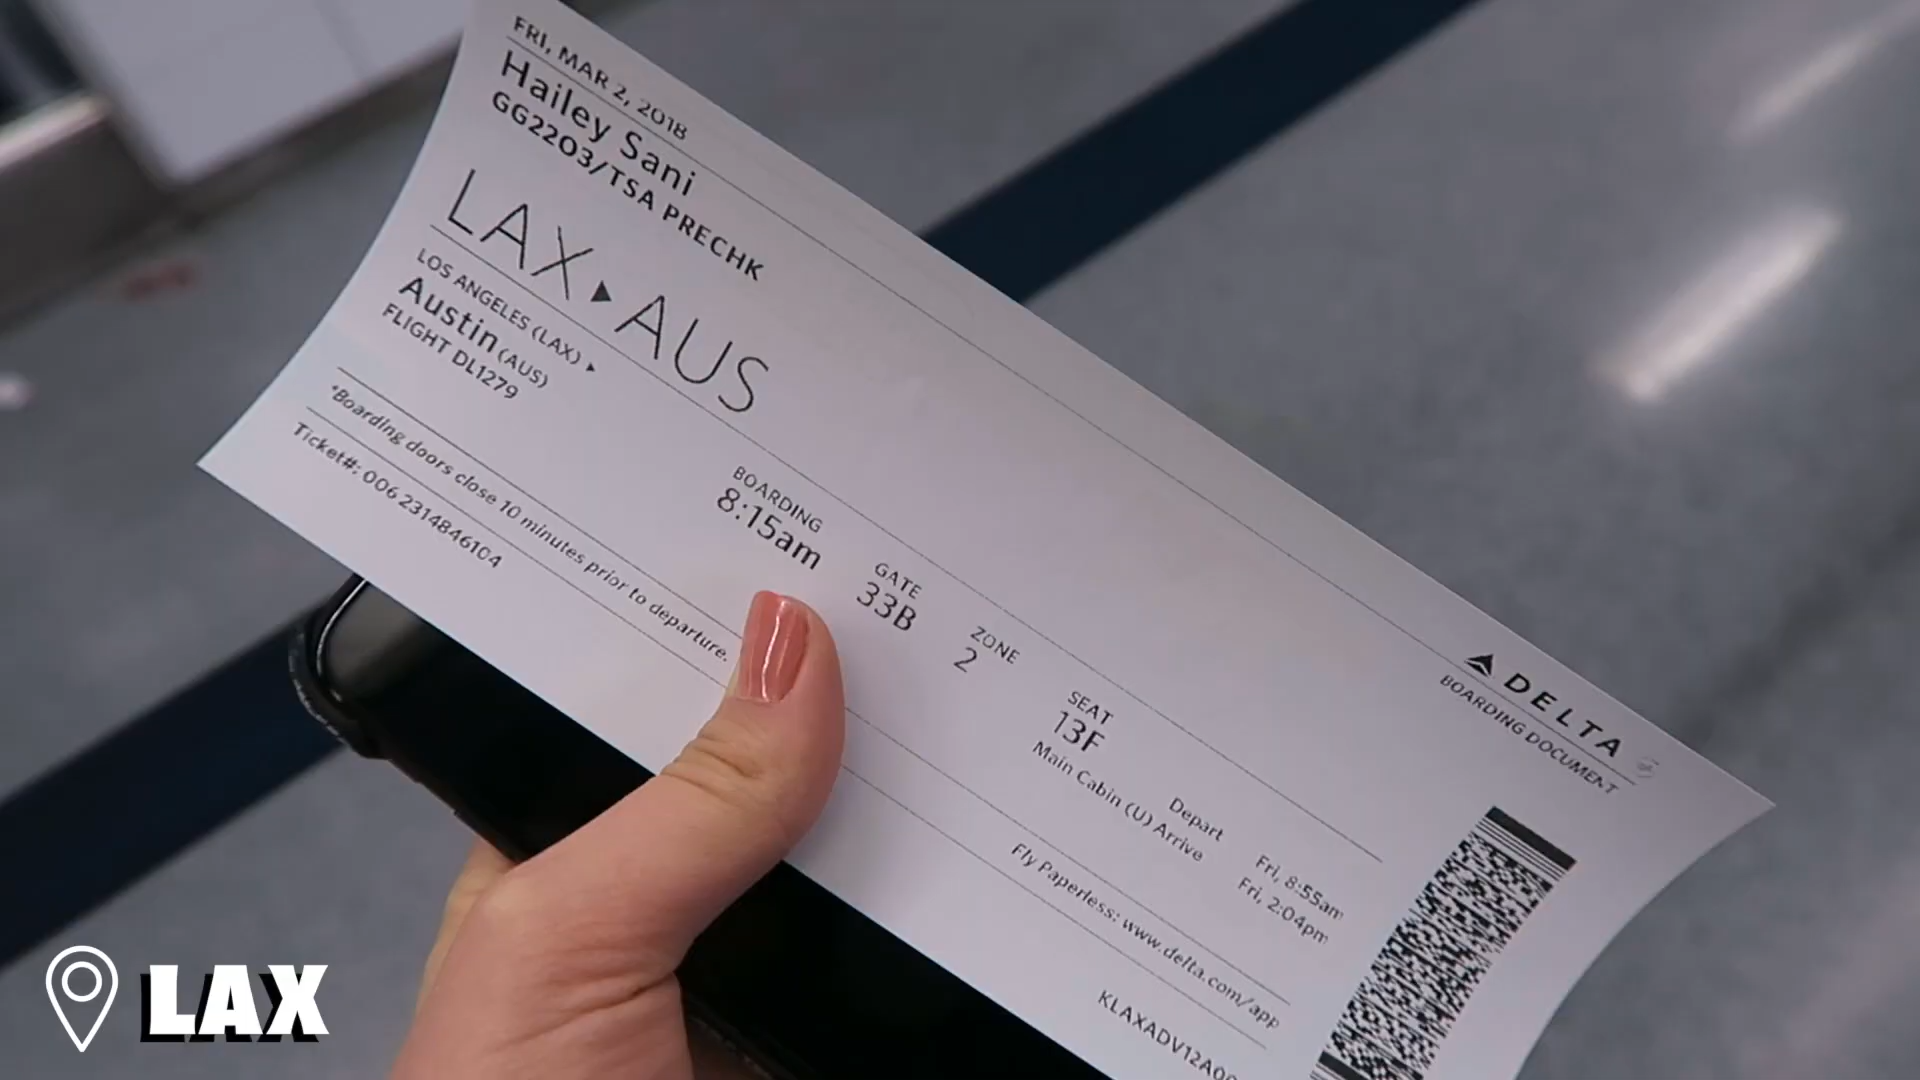 FRI, MAR 2, 2018
Hailey Sani
GG22O3/TSA PRECHK
LAX▸AUS
LOS ANGELES (LAX) ▸
Austin (AUS)
FLIGHT DL1279
BOARDING
8:15am
GATE
33B
ZONE
2
SEAT
13F
Main Cabin (U)
Depart Fri, 8:55am
Arrive Fri, 2:04pm
*Boarding doors close 10 minutes prior to departure.
Fly Paperless: www.delta.com/app
Ticket#: 006 2314846104
DELTA
BOARDING DOCUMENT
LAX